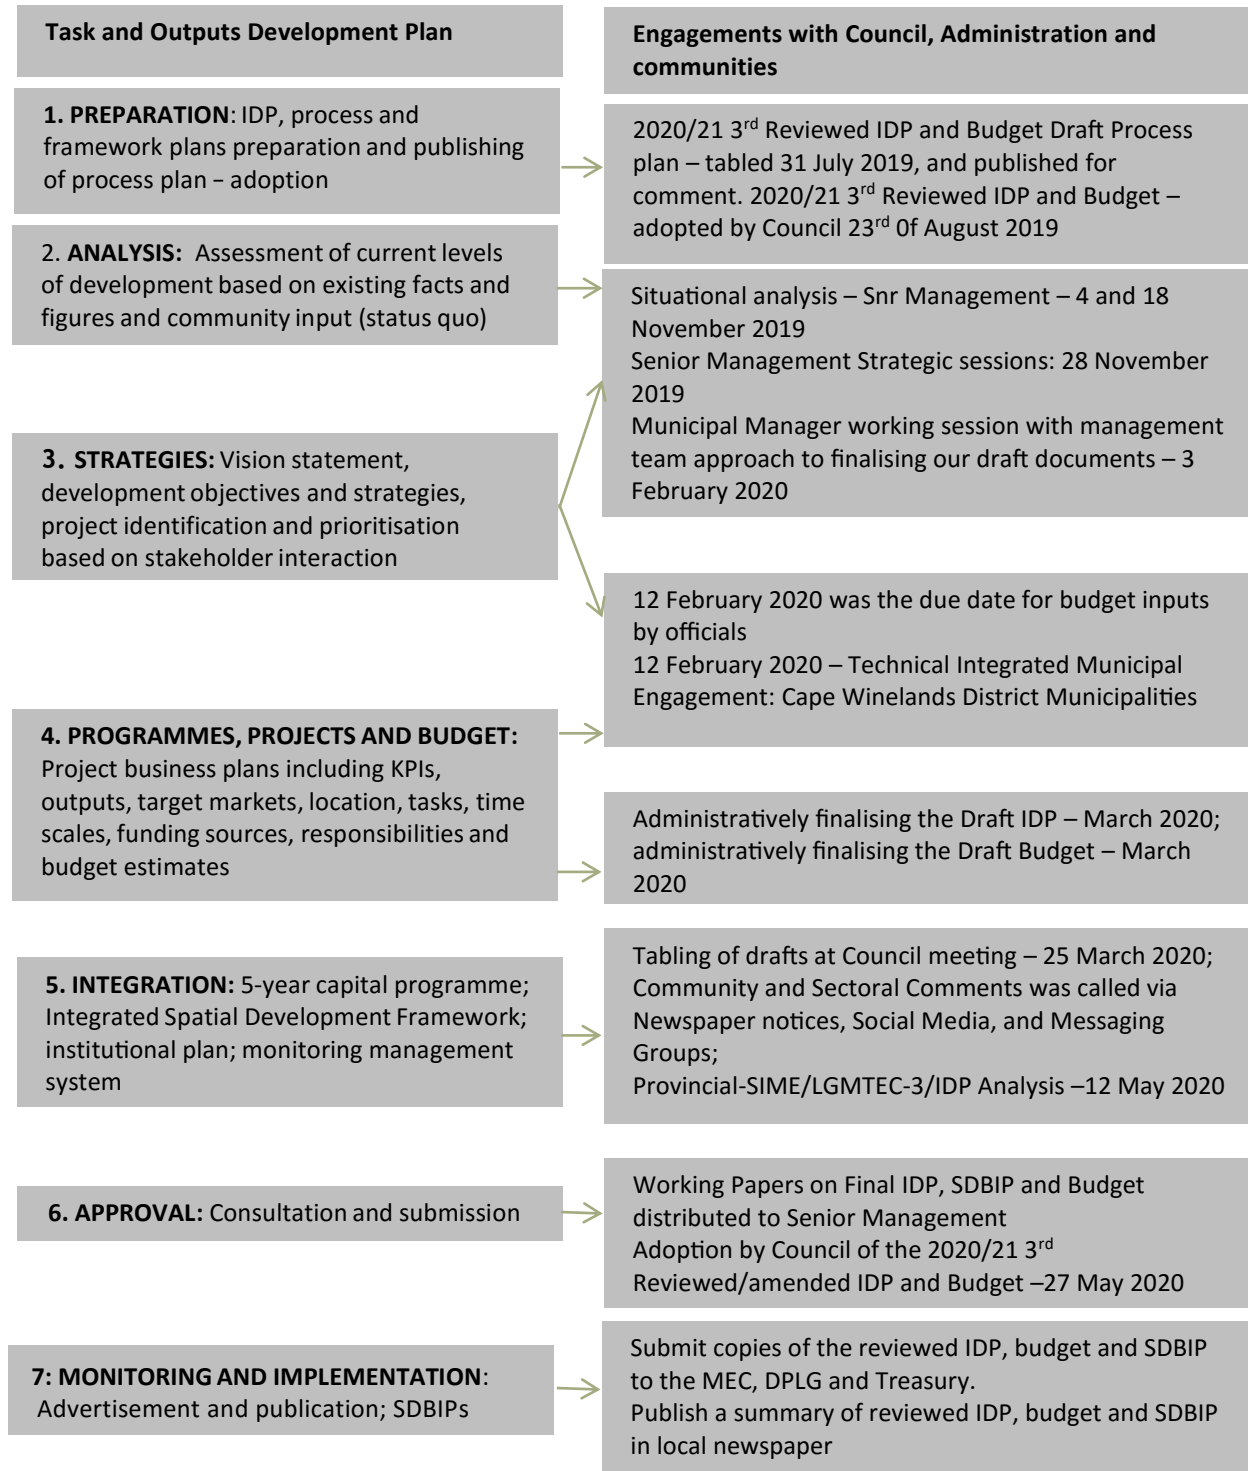 Task and Outputs Development Plan
Engagements with Council, Administration and
communities
1. PREPARATION: IDP, process and
framework plans preparation and publishing
of process plan – adoption
2020/21 3rd Reviewed IDP and Budget Draft Process
plan – tabled 31 July 2019, and published for
comment. 2020/21 3rd Reviewed IDP and Budget –
adopted by Council 23rd 0f August 2019
2. ANALYSIS: Assessment of current levels
of development based on existing facts and
figures and community input (status quo)
Situational analysis – Snr Management – 4 and 18
November 2019
Senior Management Strategic sessions: 28 November
2019
Municipal Manager working session with management
team approach to finalising our draft documents – 3
February 2020
3. STRATEGIES: Vision statement,
development objectives and strategies,
project identification and prioritisation
based on stakeholder interaction
12 February 2020 was the due date for budget inputs
by officials
12 February 2020 – Technical Integrated Municipal
Engagement: Cape Winelands District Municipalities
4. PROGRAMMES, PROJECTS AND BUDGET:
Project business plans including KPIs,
outputs, target markets, location, tasks, time
scales, funding sources, responsibilities and
budget estimates
Administratively finalising the Draft IDP – March 2020;
administratively finalising the Draft Budget – March
2020
5. INTEGRATION: 5-year capital programme;
Integrated Spatial Development Framework;
institutional plan; monitoring management
system
Tabling of drafts at Council meeting – 25 March 2020;
Community and Sectoral Comments was called via
Newspaper notices, Social Media, and Messaging
Groups;
Provincial-SIME/LGMTEC-3/IDP Analysis –12 May 2020
6. APPROVAL: Consultation and submission
Working Papers on Final IDP, SDBIP and Budget
distributed to Senior Management
Adoption by Council of the 2020/21 3rd
Reviewed/amended IDP and Budget –27 May 2020
7: MONITORING AND IMPLEMENTATION:
Advertisement and publication; SDBIPs
Submit copies of the reviewed IDP, budget and SDBIP
to the MEC, DPLG and Treasury.
Publish a summary of reviewed IDP, budget and SDBIP
in local newspaper